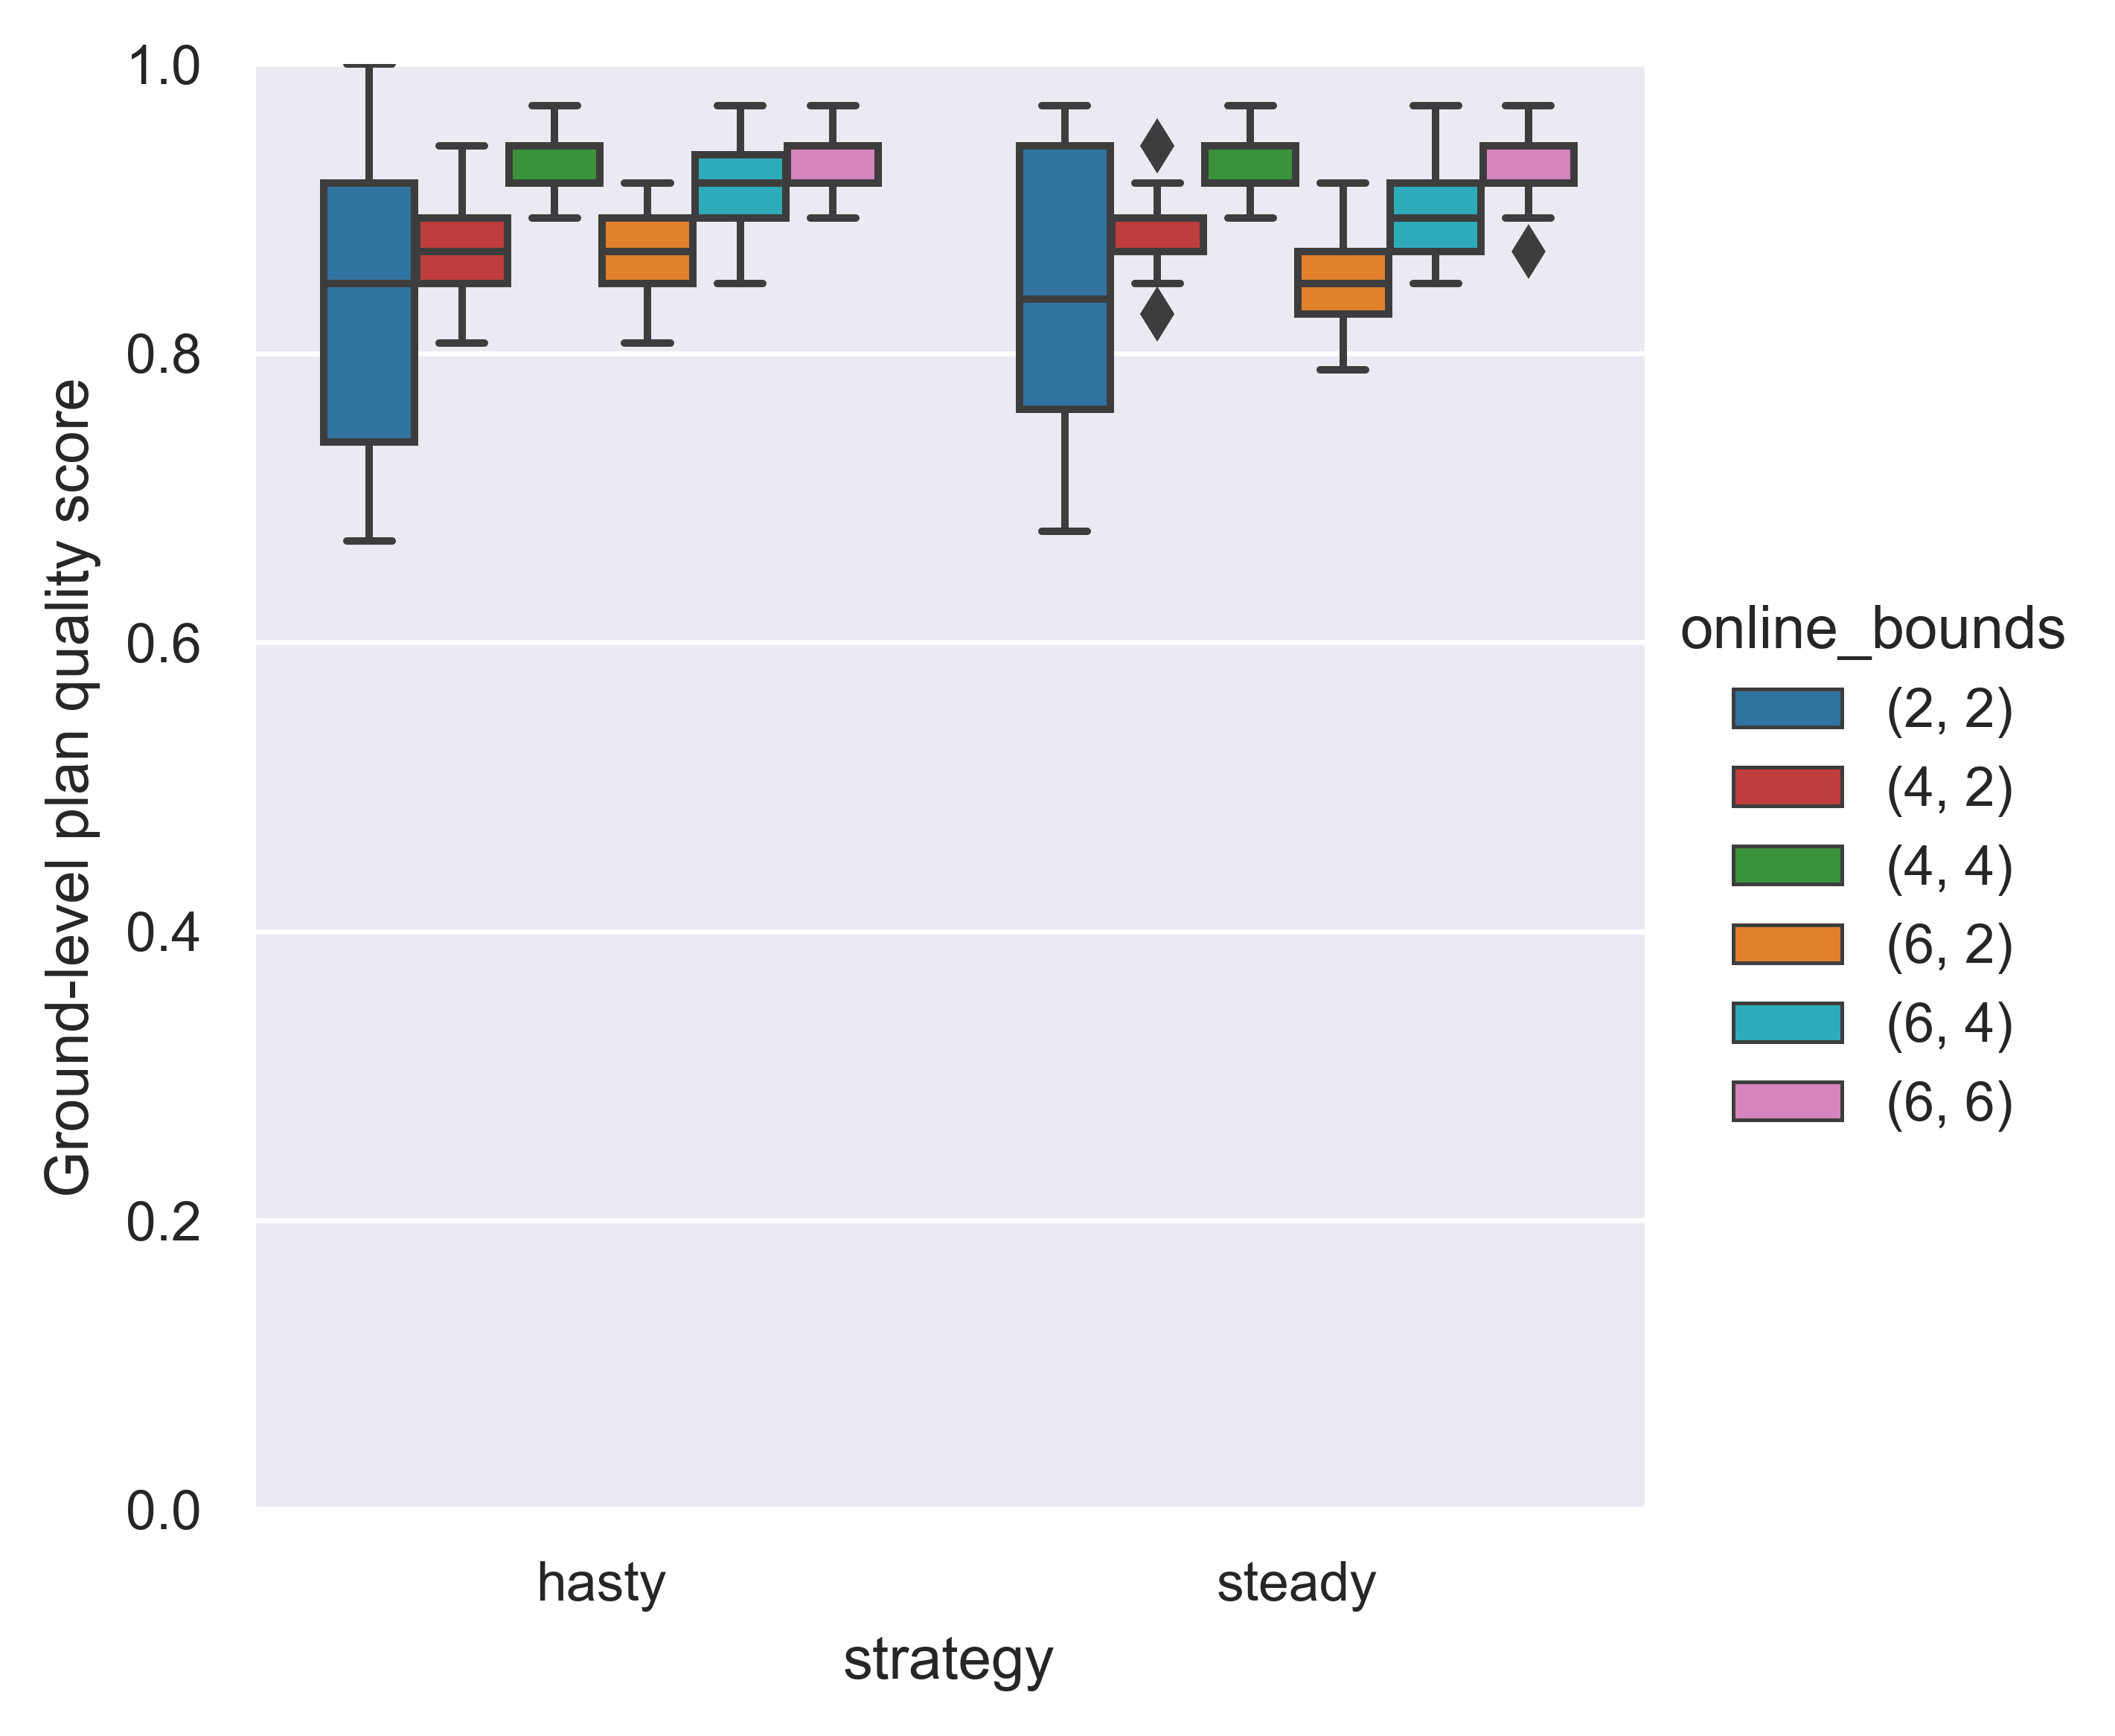 Ground-level plan quality score
1.0
0.8
0.6
0.4
0.2
0.0
hasty
steady
strategy
online_bounds
(2, 2)
(4, 2)
(4, 4)
(6, 2)
(6, 4)
(6, 6)